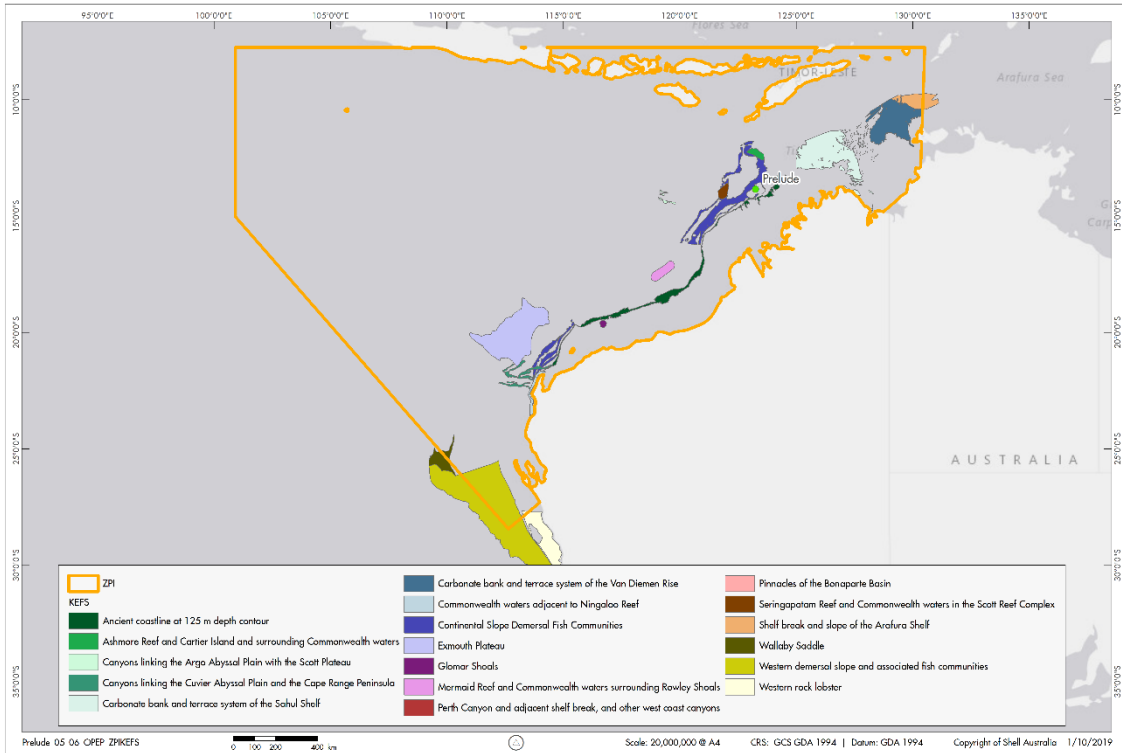 95°0'0"E 100°0'0"E 105°0'0"E 110°0'0"E 115°0'0"E 120°0'0"E 125°0'0"E 130°0'0"E 135°0'0"E
Flores Sea
TIMOR-LESTE
Arafura Sea
10°0'0"S 10°0'0"S
Prelude
15°0'0"S 15°0'0"S
20°0'0"S 20°0'0"S
25°0'0"S 25°0'0"S
AUSTRALIA
30°0'0"S 30°0'0"S
35°0'0"S 35°0'0"S
ZPI
KEFS
Ancient coastline at 125 m depth contour
Ashmore Reef and Cartier Island and surrounding Commonwealth waters
Canyons linking the Argo Abyssal Plain with the Scott Plateau
Canyons linking the Cuvier Abyssal Plain and the Cape Range Peninsula
Carbonate bank and terrace system of the Sahul Shelf
Carbonate bank and terrace system of the Van Diemen Rise
Commonwealth waters adjacent to Ningaloo Reef
Continental Slope Demersal Fish Communities
Exmouth Plateau
Glomar Shoals
Mermaid Reef and Commonwealth waters surrounding Rowley Shoals
Perth Canyon and adjacent shelf break, and other west coast canyons
Pinnacles of the Bonaparte Basin
Seringapatam Reef and Commonwealth waters in the Scott Reef Complex
Shelf break and slope of the Arafura Shelf
Wallaby Saddle
Western demersal slope and associated fish communities
Western rock lobster
Prelude 05 06 OPEP ZPIKEFS
0 100 200 400 km
Scale: 20,000,000 @ A4
CRS: GCS GDA 1994 | Datum: GDA 1994
Copyright of Shell Australia 1/10/2019